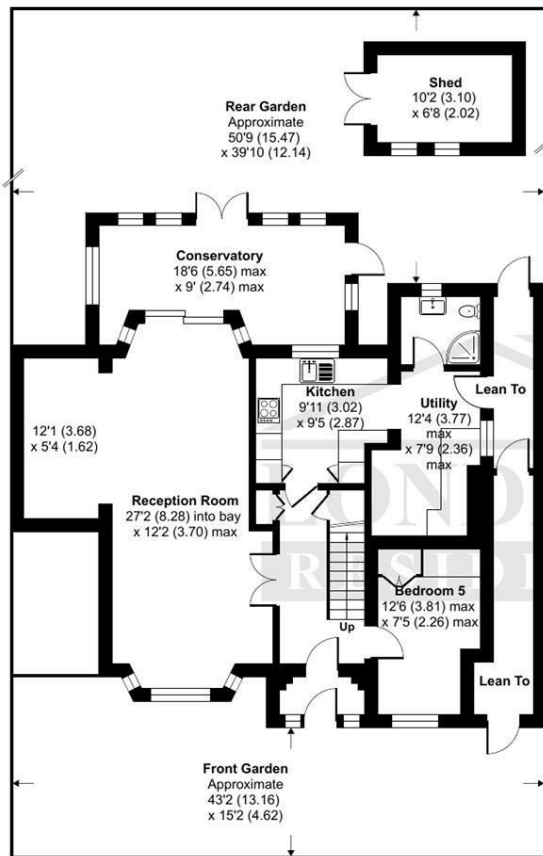 Shed
10'2 (3.10)
x 6'8 (2.02)
Rear Garden
Approximate
50'9 (15.47)
x 39'10 (12.14)
Conservatory
18'6 (5.65) max
x 9' (2.74) max
Kitchen
9'11 (3.02)
x 9'5 (2.87)
Utility
12'4 (3.77)
max
x 7'9 (2.36)
max
Lean To
12'1 (3.68)
x 5'4 (1.62)
Reception Room
27'2 (8.28) into bay
x 12'2 (3.70) max
Up
Bedroom 5
12'6 (3.81) max
x 7'5 (2.26) max
Lean To
Front Garden
Approximate
43'2 (13.16)
x 15'2 (4.62)